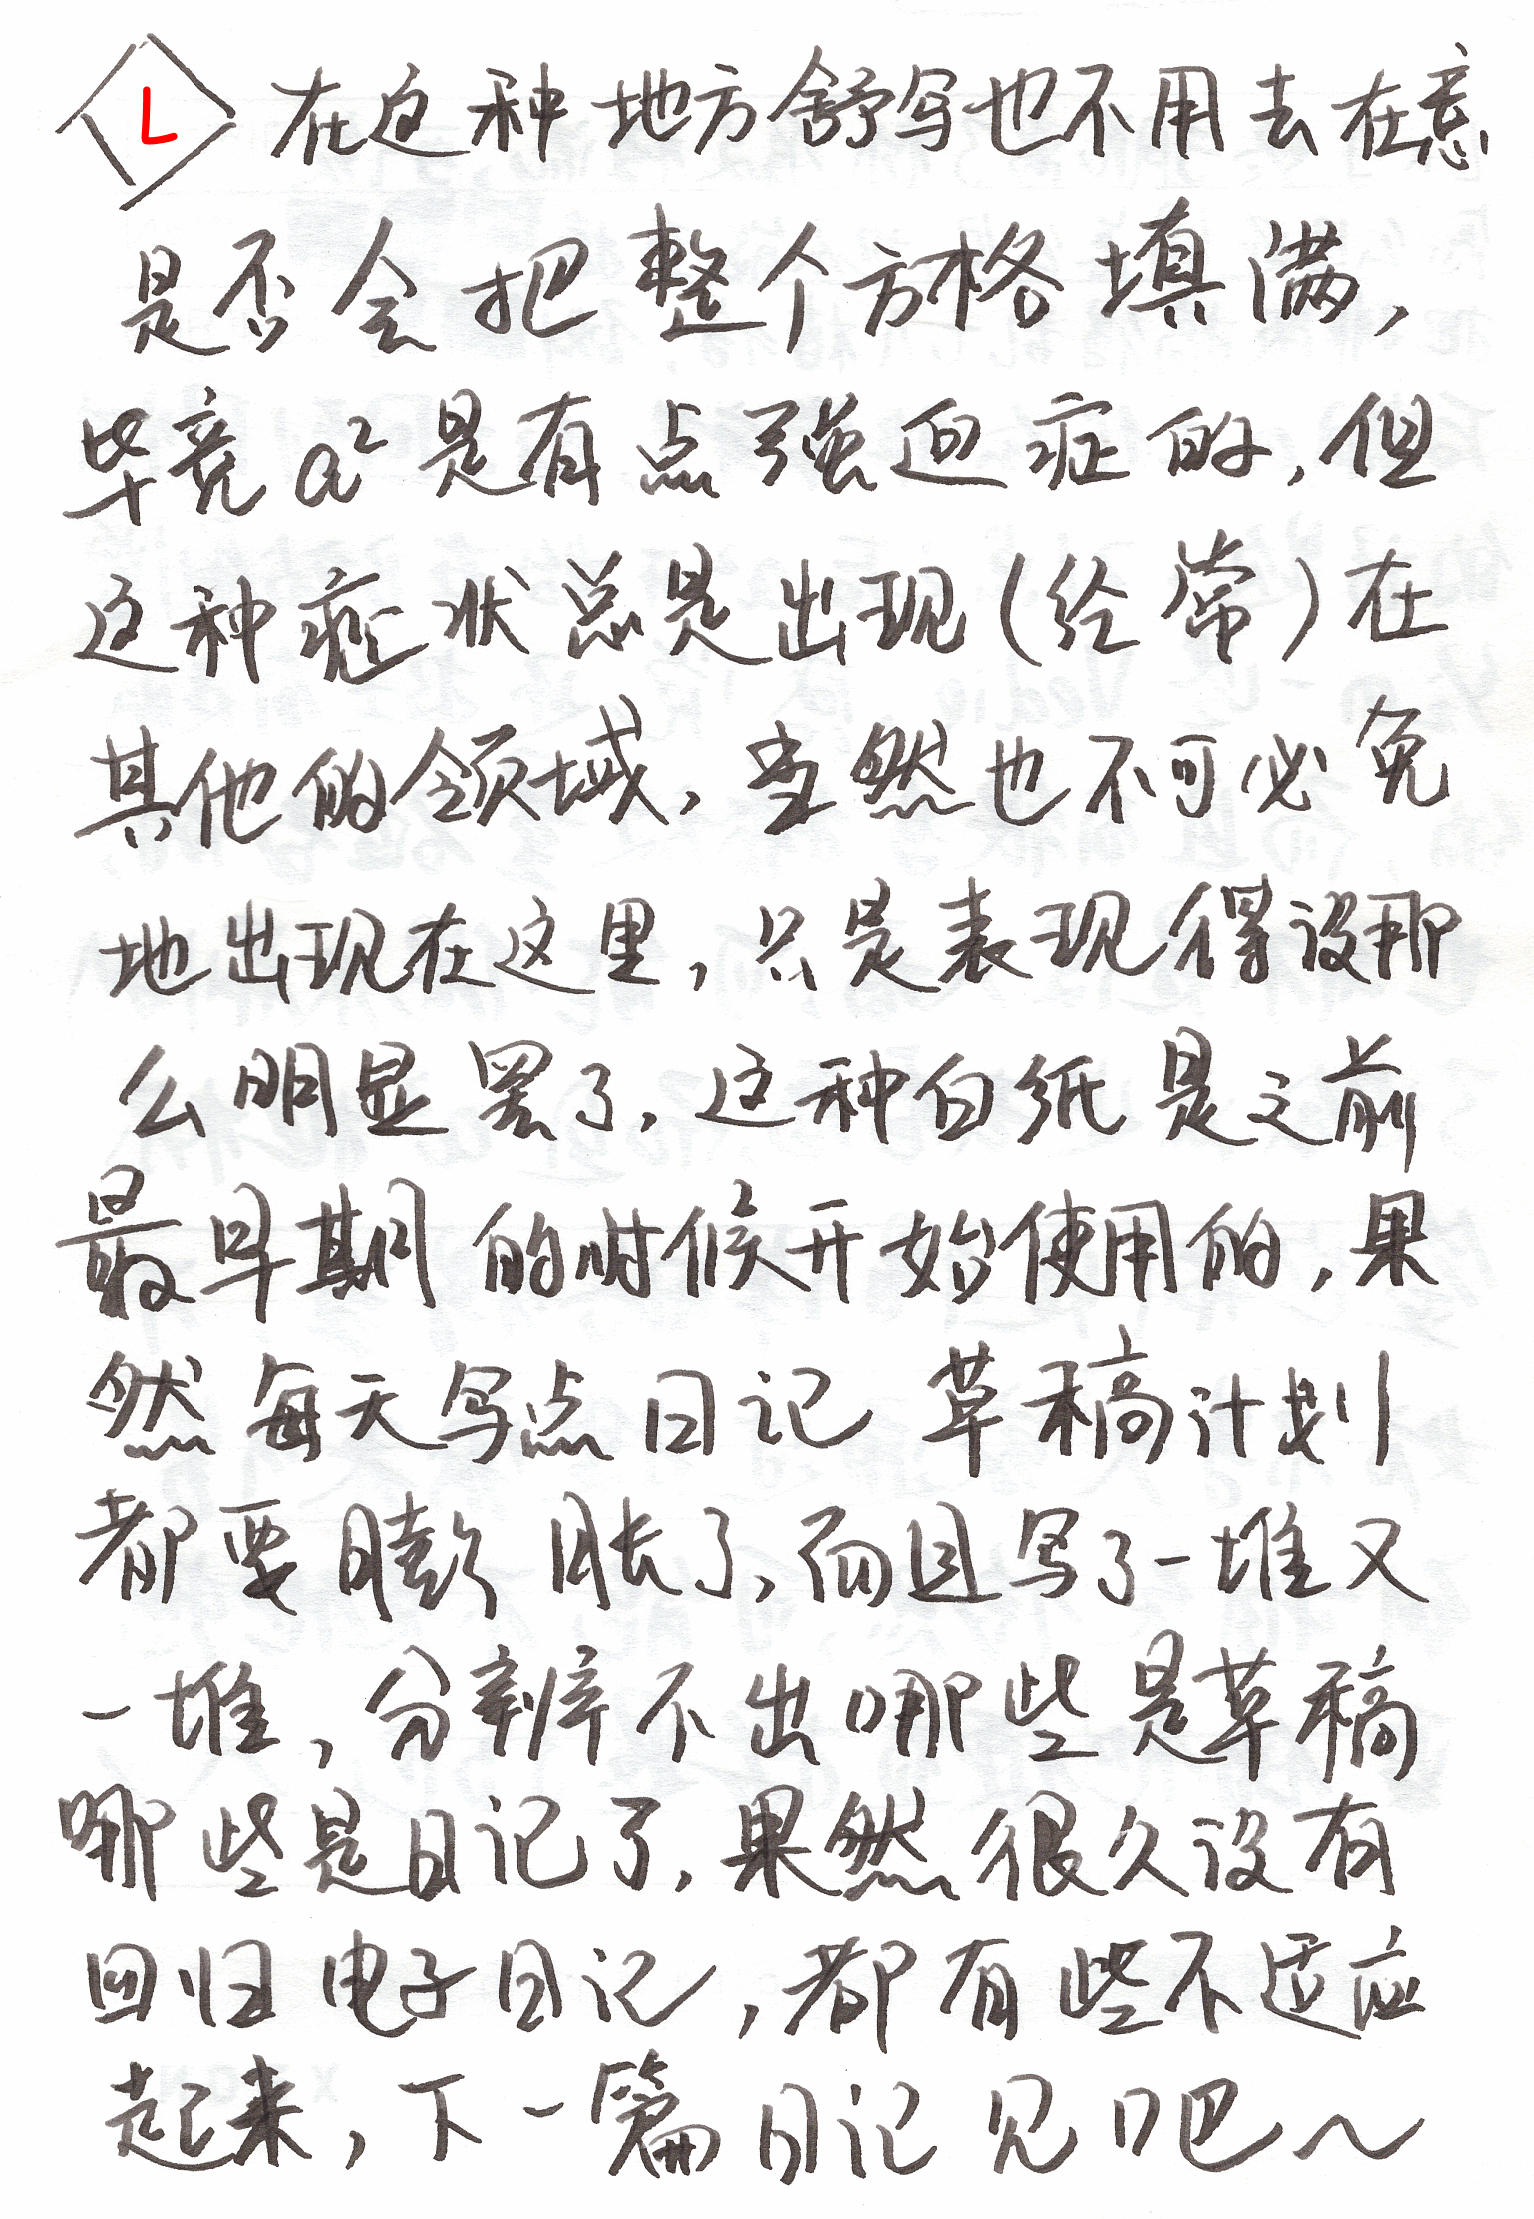 L 在这种地方舒写也不用去在意
是否会把整个方格填满，
毕竟a²是有点强迫症的，但
这种症状总是出现（经常）在
其他的领域，当然也不可必免
地出现在这里，只是表现得没那
么明显罢了，这种白纸是之前
最早期的时候开始使用的，果
然每天写点日记 草稿计划
都要膨胀了，而且写了一堆又
一堆，分辨不出哪些是草稿
哪些是日记了，果然很久没有
回归电子日记，都有些不适应
起来，下一篇日记见吧～